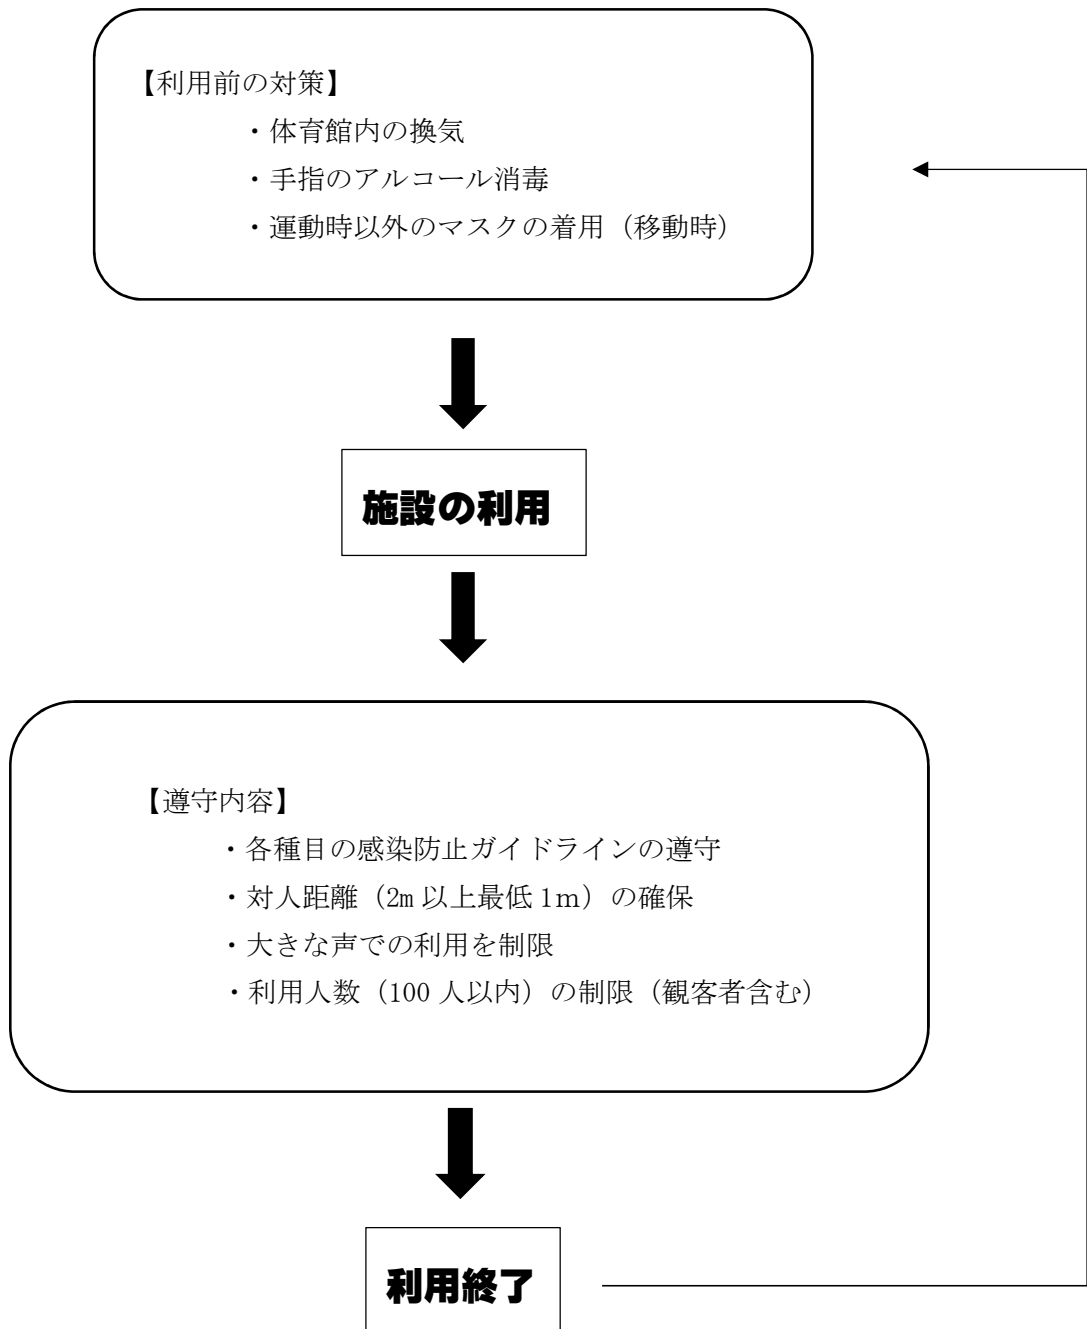 【利用前の対策】
・体育館内の換気
・手指のアルコール消毒
・運動時以外のマスクの着用（移動時）
施設の利用
【遵守内容】
・各種目の感染防止ガイドラインの遵守
・対人距離（2m 以上最低 1ｍ）の確保
・大きな声での利用を制限
・利用人数（100 人以内）の制限（観客者含む）
利用終了